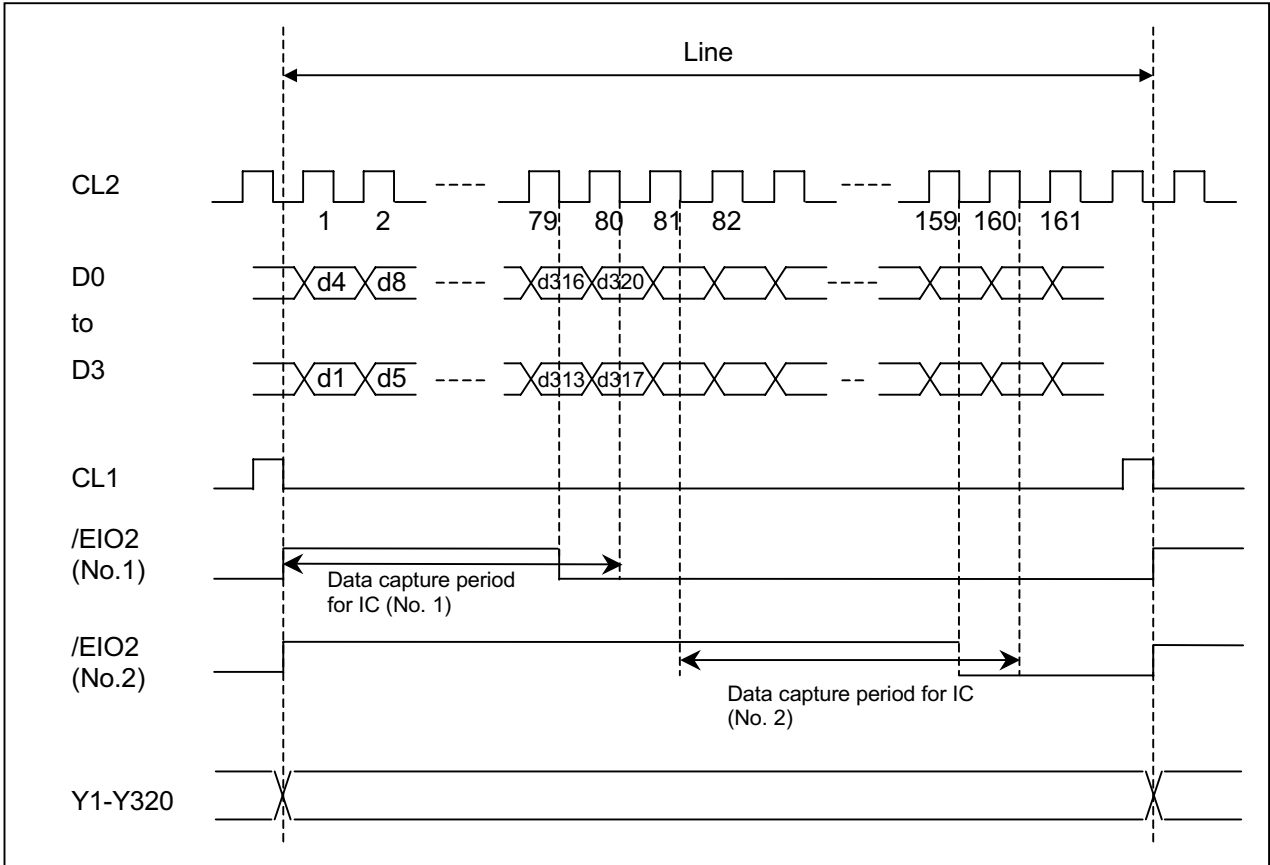 Line
CL2
1 2 79 80 81 82 159 160 161
D0 d4 d8 d316 d320
to
D3 d1 d5 d313 d317
CL1
/EIO2
(No.1)
Data capture period
for IC (No. 1)
/EIO2
(No.2)
Data capture period for IC
(No. 2)
Y1-Y320